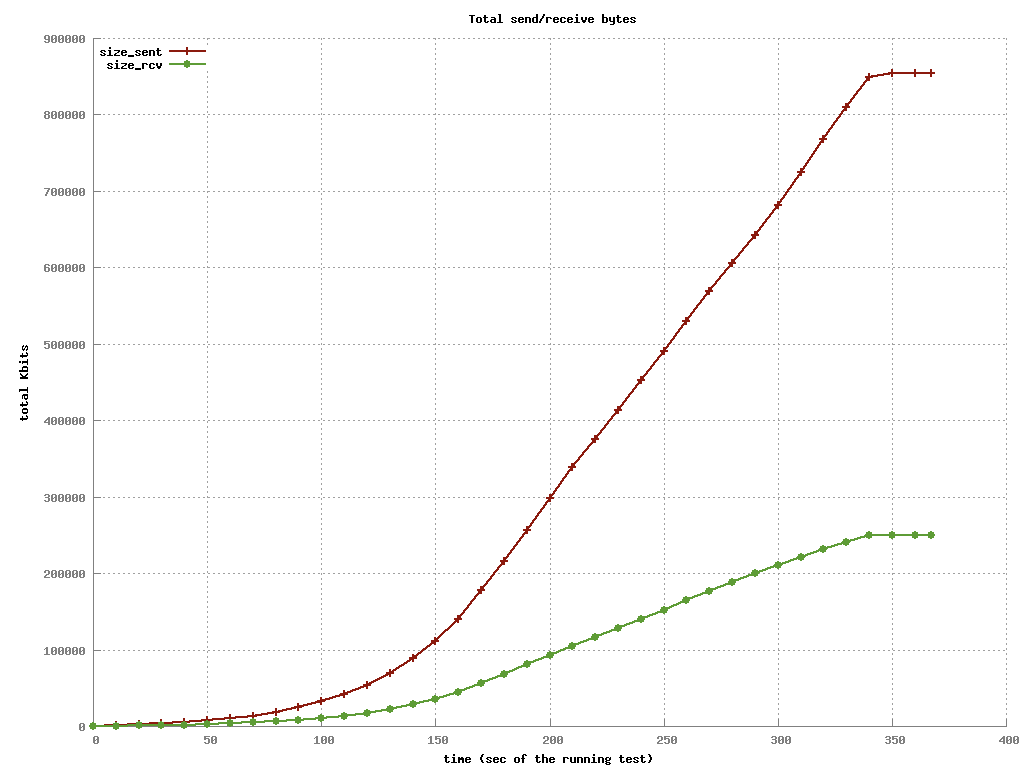 Total send/receive bytes
900000
size_sent
size_rcv
800000
700000
600000
500000
total Kbits
400000
300000
200000
100000
0
0 50 100 150 200 250 300 350 400
time (sec of the running test)